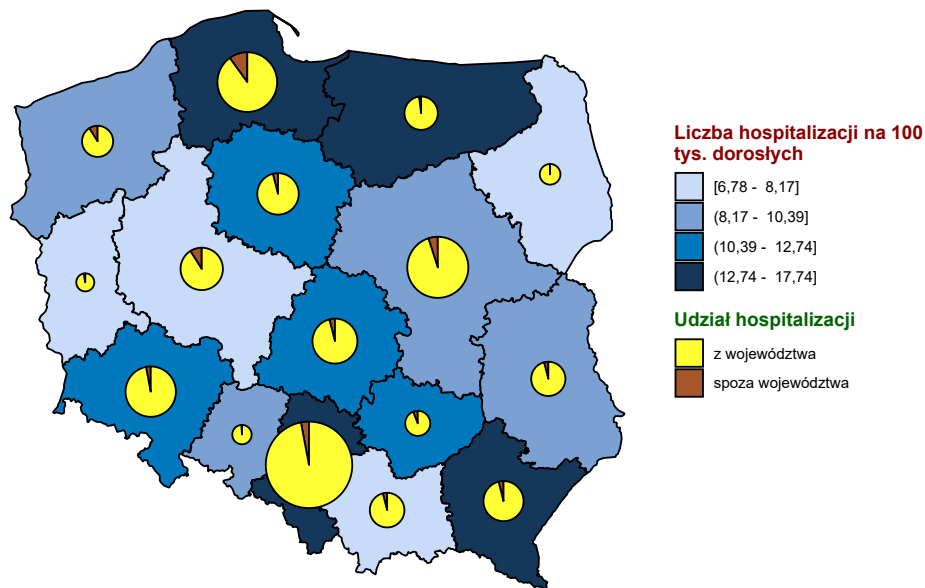 Liczba hospitalizacji na 100
tys. dorosłych
[6,78 - 8,17]
(8,17 - 10,39]
(10,39 - 12,74]
(12,74 - 17,74]
Udział hospitalizacji
z województwa
spoza województwa